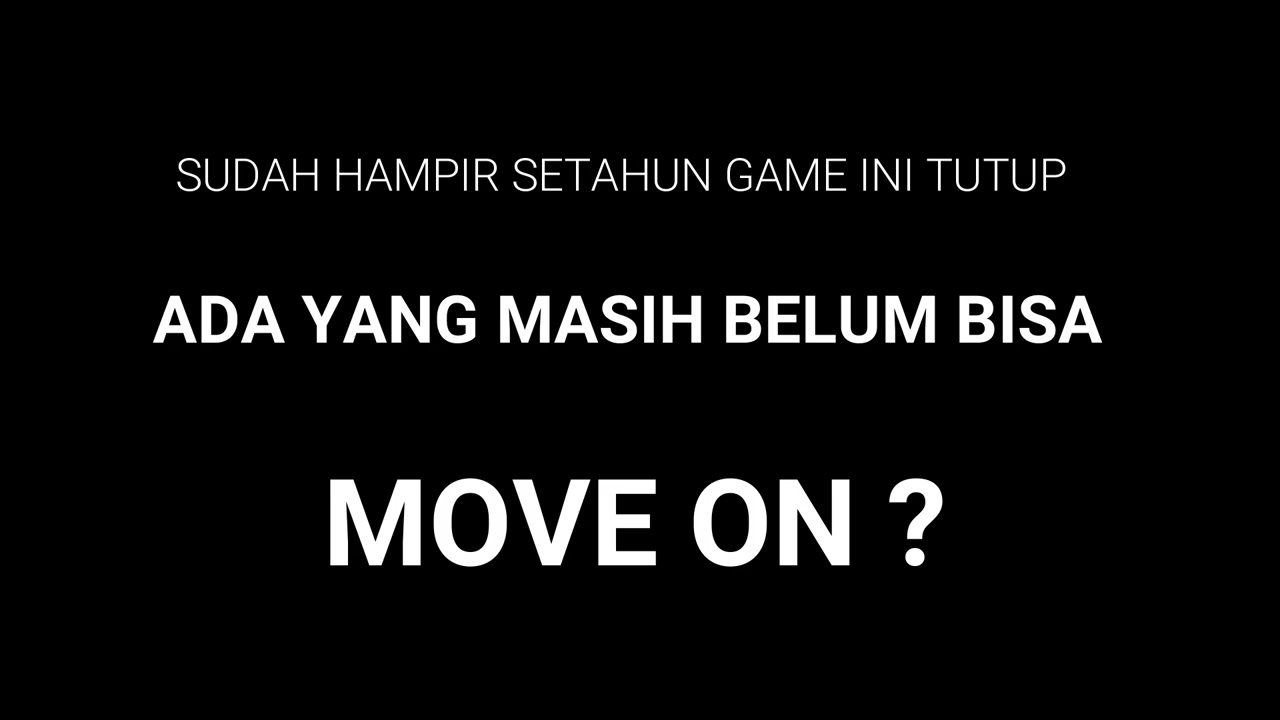 SUDAH HAMPIR SETAHUN GAME INI TUTUP
ADA YANG MASIH BELUM BISA
MOVE ON ?